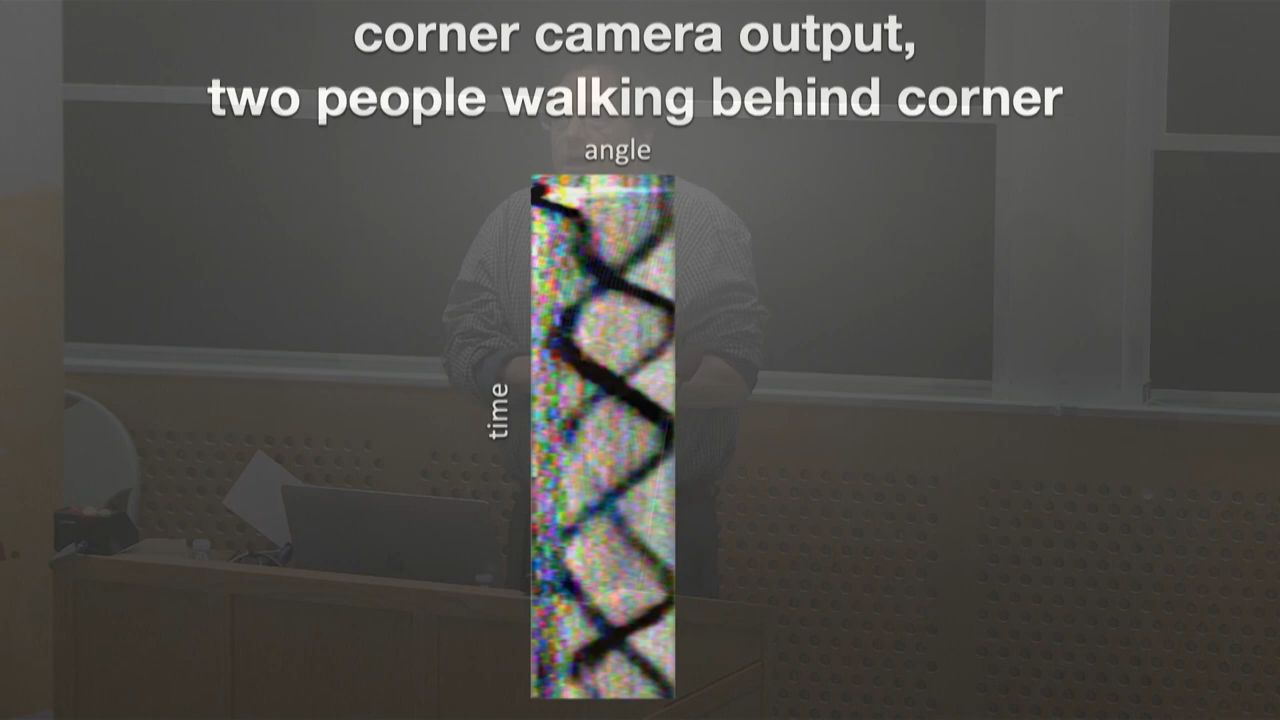 corner camera output,
two people walking behind corner
angle
time